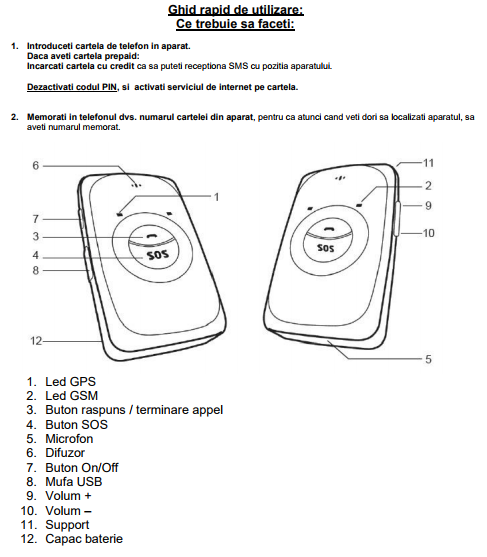 Ghid rapid de utilizare:
Ce trebuie sa faceti:
1. Introduceti cartela de telefon in aparat.
Daca aveti cartela prepaid:
Incarcati cartela cu credit ca sa puteti receptiona SMS cu pozitia aparatului.
Dezactivati codul PIN, si activati serviciul de internet pe cartela.
2. Memorati in telefonul dvs. numarul cartelei din aparat, pentru ca atunci cand veti dori sa localizati aparatul, sa
aveti numarul memorat.
6
1
7
3
4
8
12
SOS
11
2
9
10
5
SOS
1. Led GPS
2. Led GSM
3. Buton raspuns / terminare appel
4. Buton SOS
5. Microfon
6. Difuzor
7. Buton On/Off
8. Mufa USB
9. Volum +
10. Volum –
11. Support
12. Capac baterie